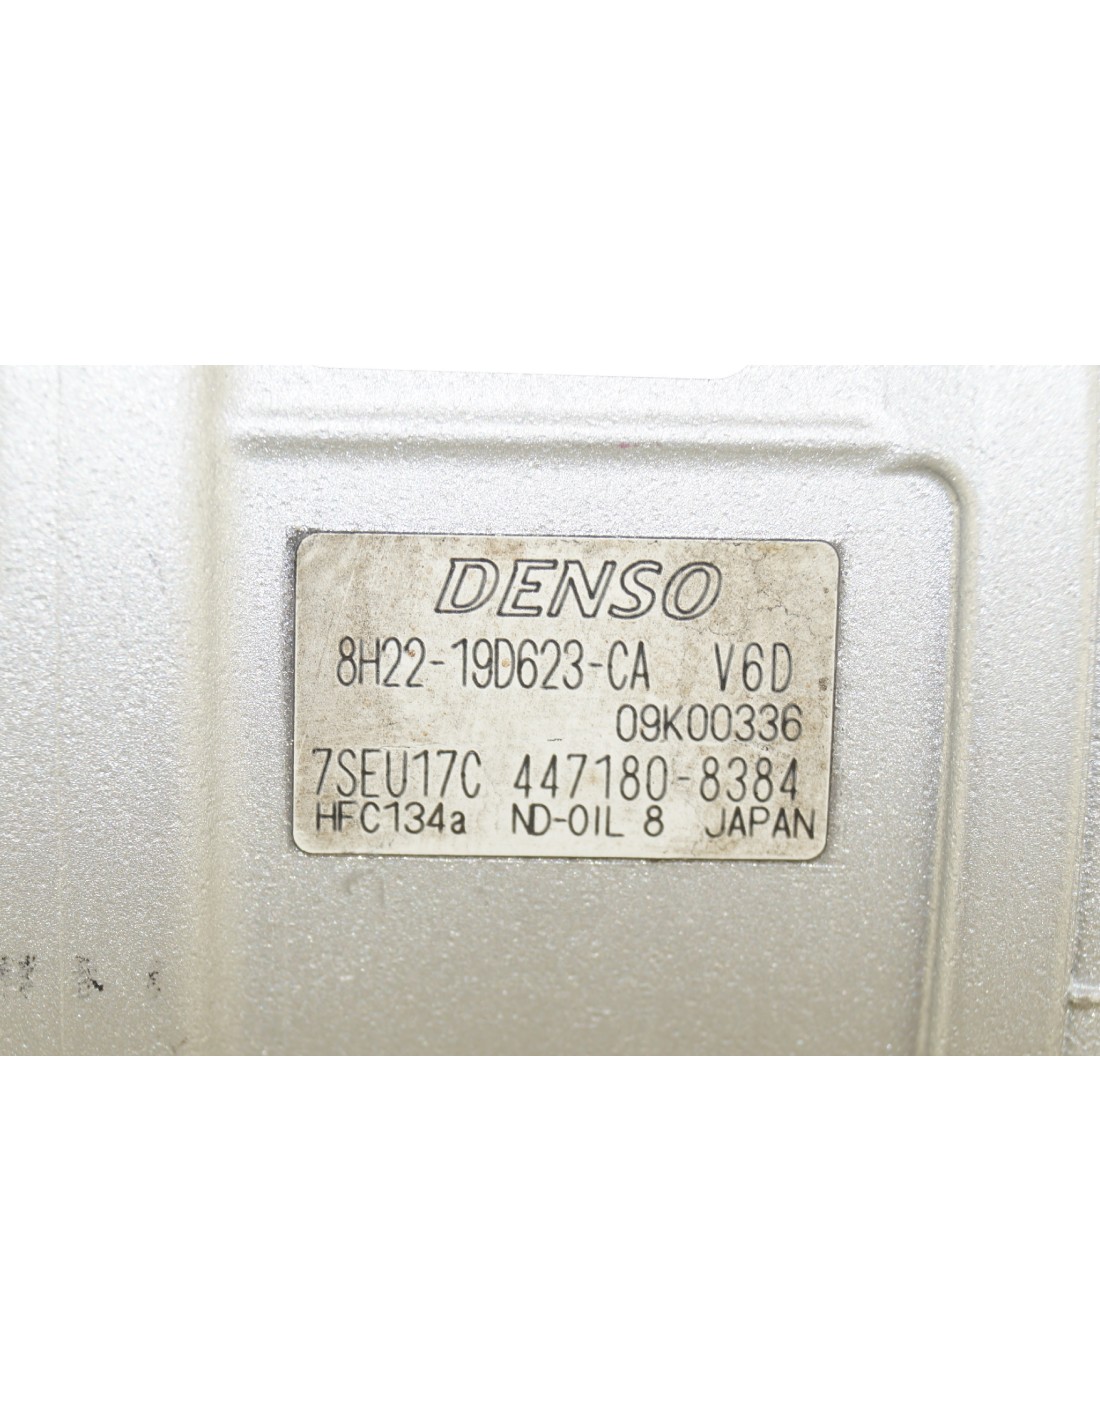 DENSO
8H22-19D623-CA V6D
09K00336
7SEU17C 447180-8384
HFC134a ND-OIL 8 JAPAN